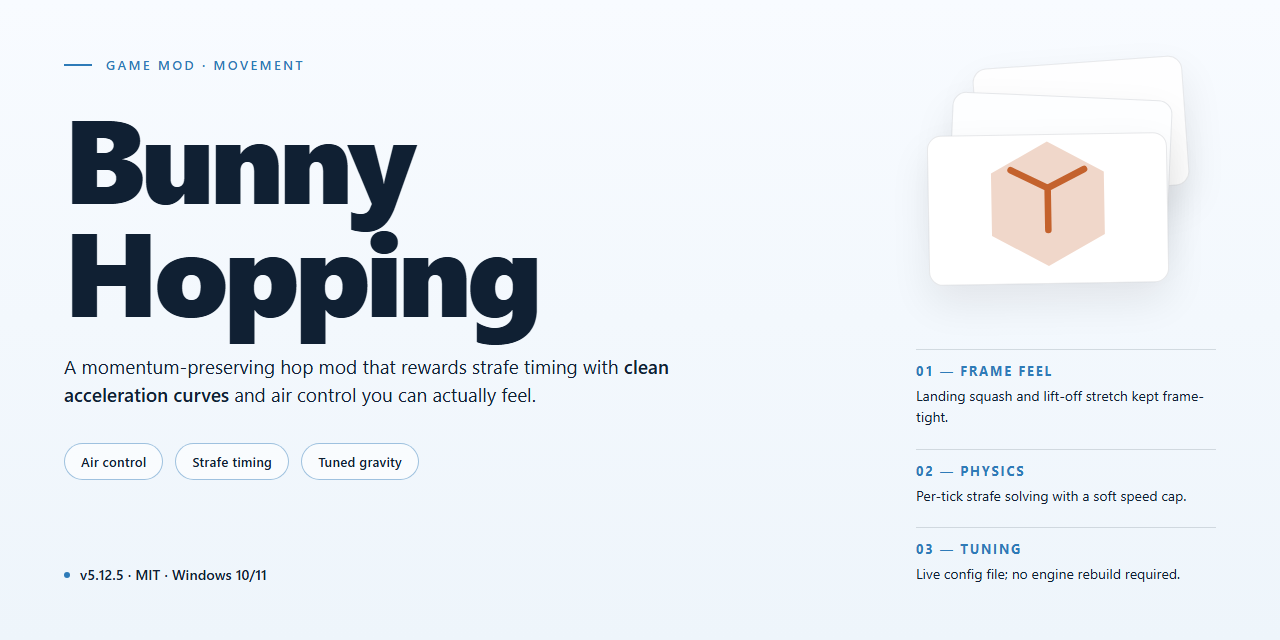 GAME MOD · MOVEMENT
Bunny
Hopping
A momentum-preserving hop mod that rewards strafe timing with clean
acceleration curves and air control you can actually feel.
Air control
Strafe timing
Tuned gravity
v5.12.5 · MIT · Windows 10/11
01 — FRAME FEEL
Landing squash and lift-off stretch kept frame-
tight.
02 — PHYSICS
Per-tick strafe solving with a soft speed cap.
03 — TUNING
Live config file; no engine rebuild required.